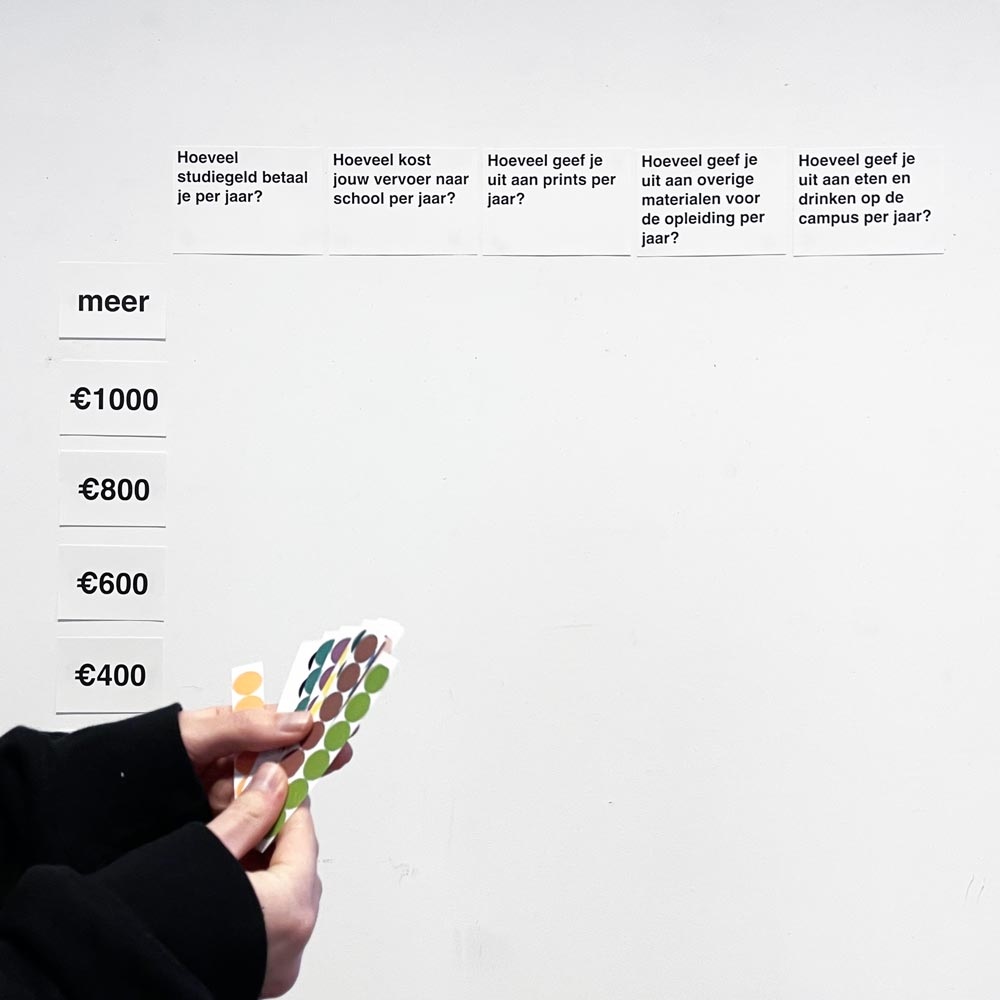 Hoeveel
studiegeld betaal
je per jaar?
Hoeveel kost
jouw vervoer naar
school per jaar?
Hoeveel geef je
uit aan prints per
jaar?
Hoeveel geef je
uit aan overige
materialen voor
de opleiding per
jaar?
Hoeveel geef je
uit aan eten en
drinken op de
campus per jaar?
meer
€1000
€800
€600
€400